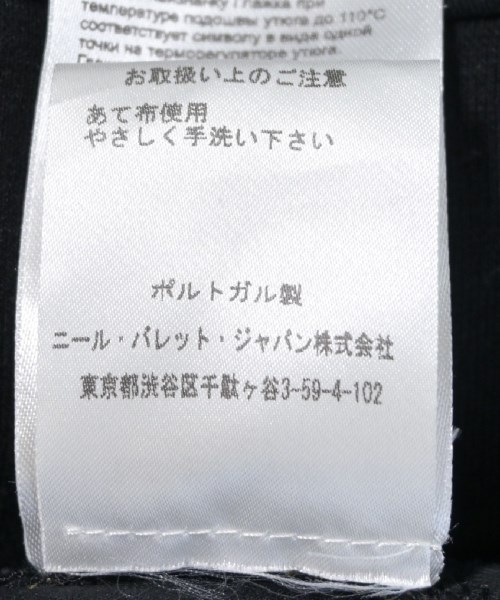 глажка при
температуре подошвы утюга до 110°C
соответствует символу в виде одной
точки на терморегуляторе утюга.
お取扱い上のご注意
あて布使用
やさしく手洗い下さい
ポルトガル製
ニール・バレット・ジャパン株式会社
東京都渋谷区千駄ヶ谷3-59-4-102